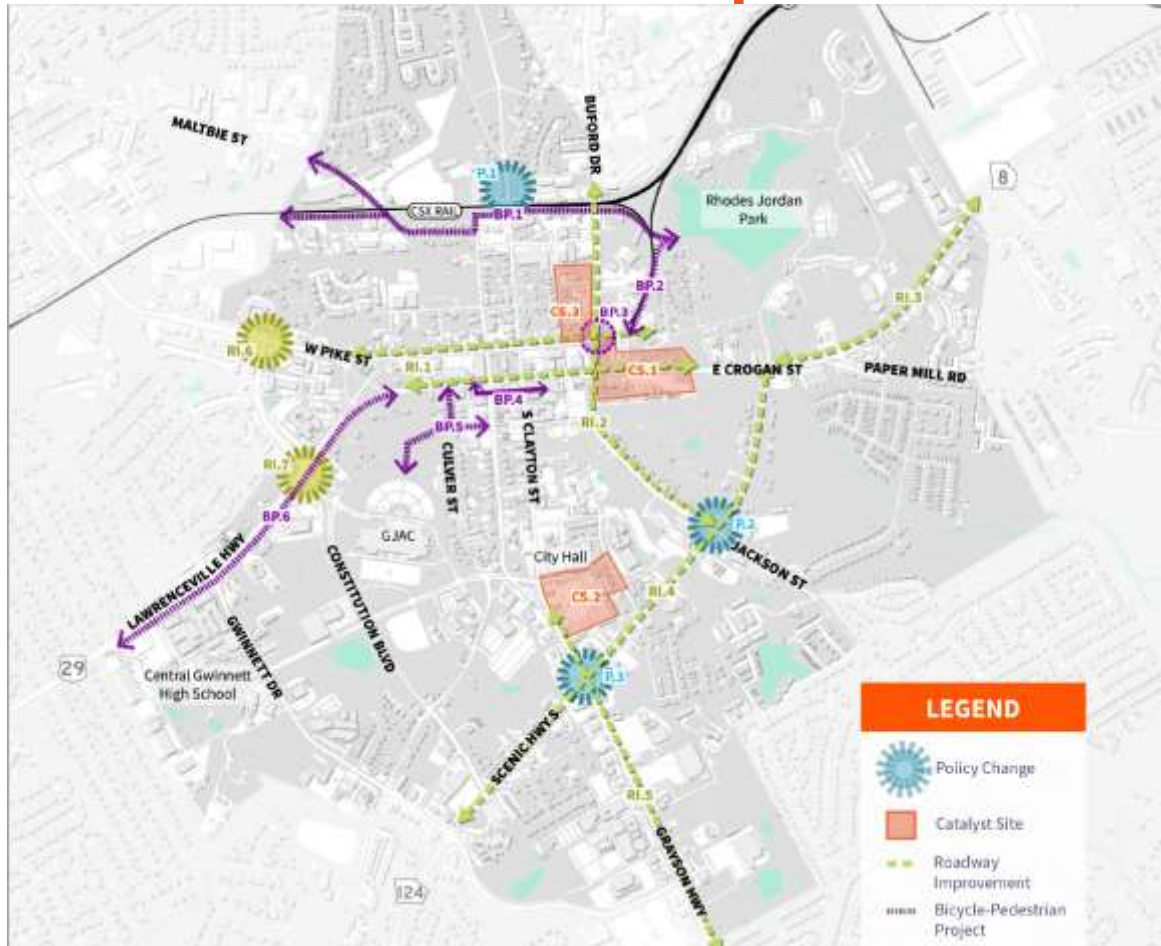 MALTBIE ST
BUFORD DR
P.1
CSX RAIL
BP.1
Rhodes Jordan
Park
8
BP.2
RI.3
CS.3
BP.3
RI.6
W PIKE ST
RI.1
CS.1
E CROGAN ST
PAPER MILL RD
BP.4
RI.2
BP.5
CULVER ST
S CLAYTON ST
RI.7
BP.6
GJAC
P.2
JACKSON ST
City Hall
LAWRENCEVILLE HWY
CONSTITUTION BLVD
CS.2
RI.4
GWINNETT DR
29
Central Gwinnett
High School
P.3
SCENIC HWY S
RI.5
GRAYSON HWY
124
LEGEND
Policy Change
Catalyst Site
Roadway
Improvement
Bicycle-Pedestrian
Project